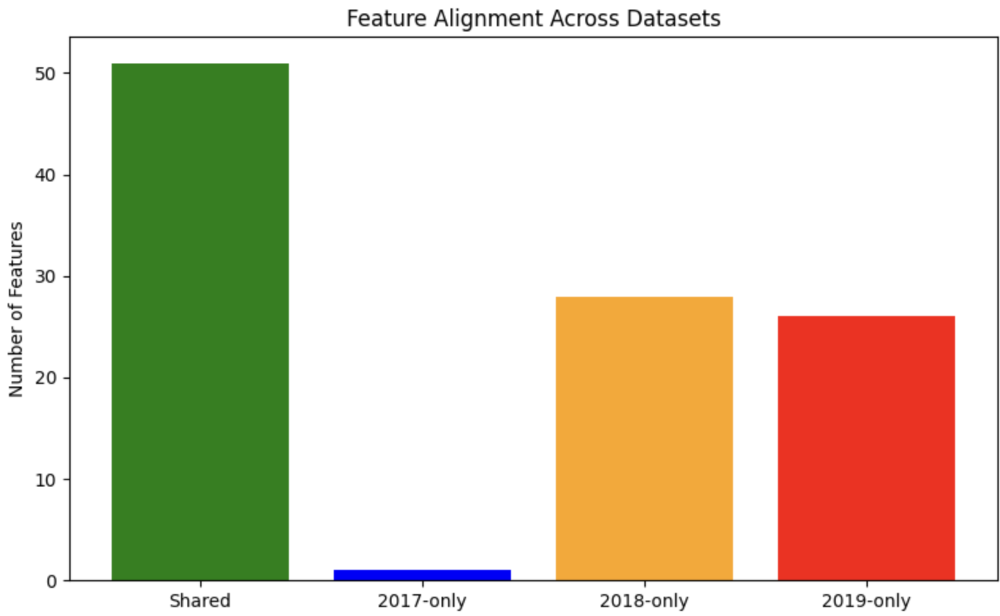 Feature Alignment Across Datasets
Number of Features
50
40
30
20
10
0
Shared
2017-only
2018-only
2019-only